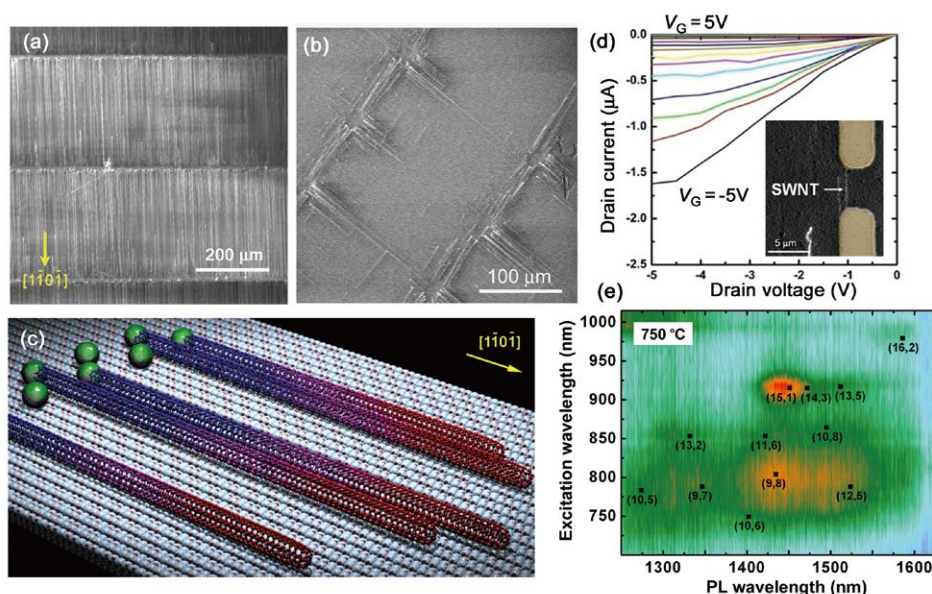 (a)
200 μm
[11̄01̄]
(b)
100 μm
(c)
[11̄01̄]
(d)
V_G = 5V
0.0
-0.5
-1.0
-1.5
-2.0
-2.5
Drain current (μA)
V_G = -5V
SWNT
5 μm
-5 -4 -3 -2 -1 0
Drain voltage (V)
(e)
750 °C
1000
950
900
850
800
750
Excitation wavelength (nm)
(16,2)
(15,1) (14,3) (13,5)
(13,2) (11,6) (10,8)
(10,5) (9,7) (9,8) (12,5)
(10,6)
1300 1400 1500 1600
PL wavelength (nm)